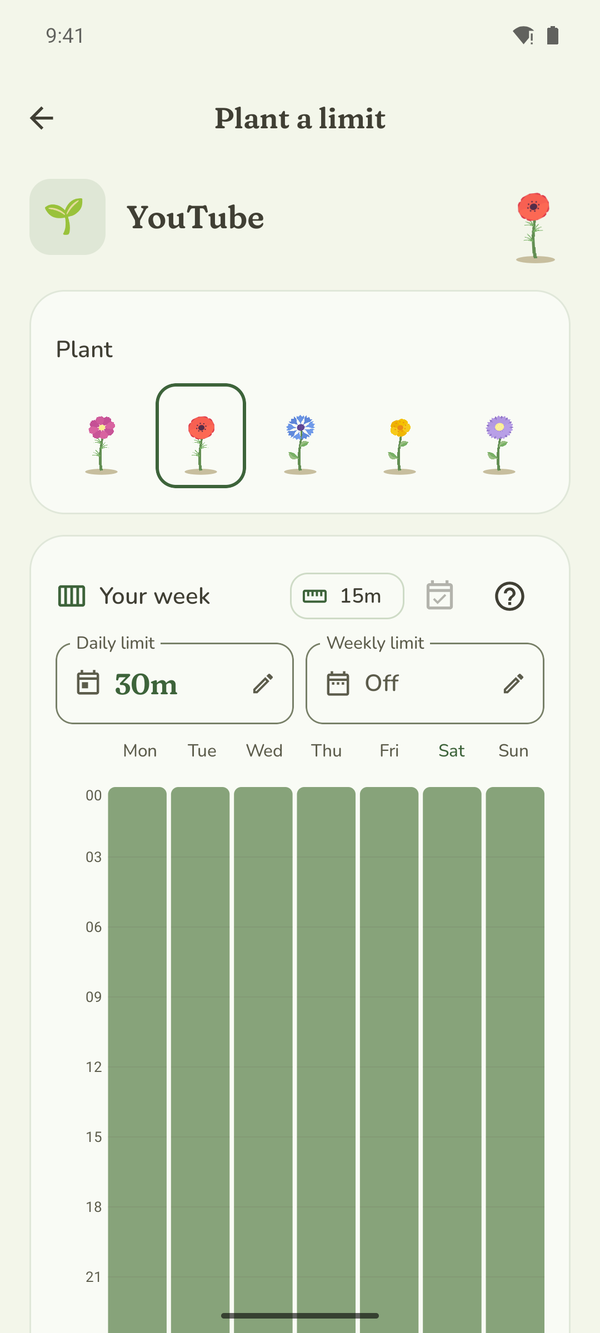 9:41
Plant a limit
YouTube
Plant
Your week
15m
Daily limit
Weekly limit
30m
Off
Mon Tue Wed Thu Fri Sat Sun
00
03
06
09
12
15
18
21